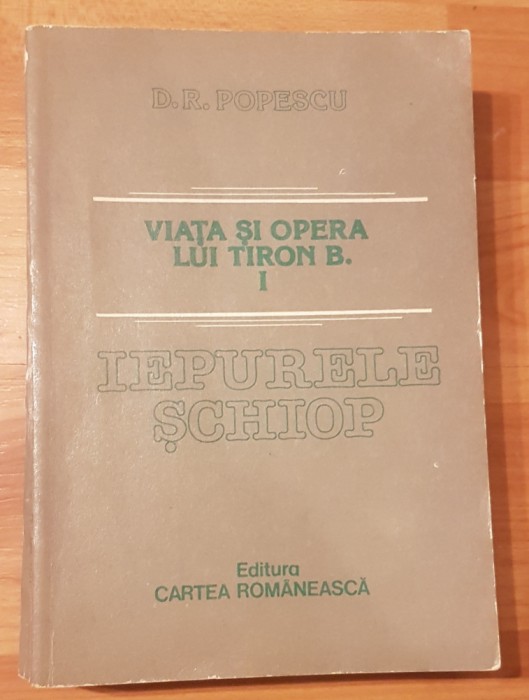 D.R. POPESCU
VIAȚA ȘI OPERA
LUI TIRON B.
I
IEPURELE
ȘCHIOP
Editura
CARTEA ROMÂNEASCĂ